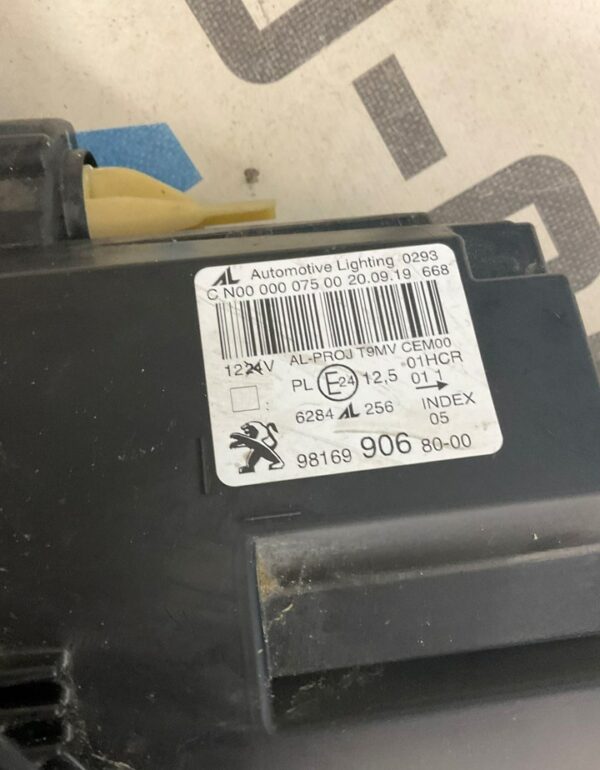 AL Automotive Lighting 0293
C N00 000 075 00 20.09.19 668
1224V AL-PROJ T9MV CEM00
PL E24 12,5 01HCR
01 1
6284 AL 256 INDEX
05
98169 906 80-00